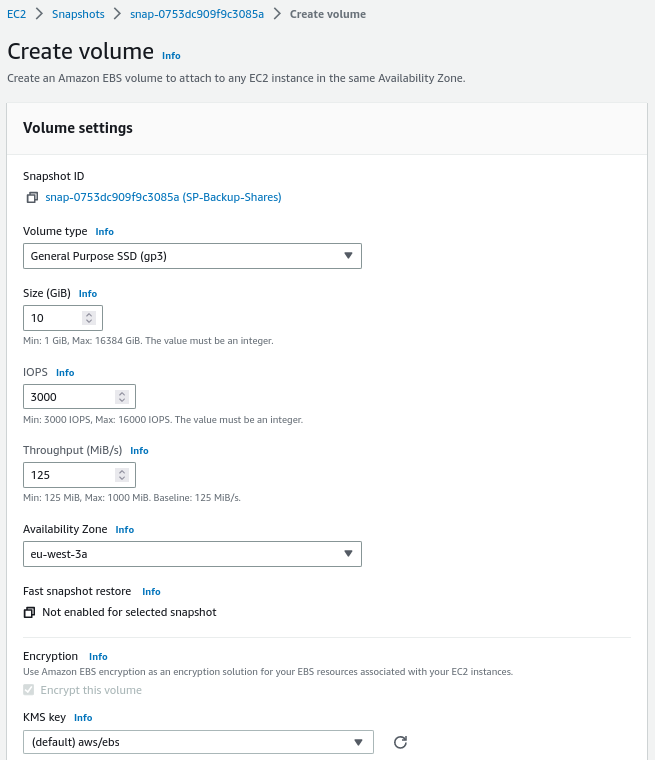 EC2 > Snapshots > snap-0753dc909f9c3085a > Create volume
Create volume Info
Create an Amazon EBS volume to attach to any EC2 instance in the same Availability Zone.
Volume settings
Snapshot ID
snap-0753dc909f9c3085a (SP-Backup-Shares)
Volume type Info
General Purpose SSD (gp3)
Size (GiB) Info
10
Min: 1 GiB, Max: 16384 GiB. The value must be an integer.
IOPS Info
3000
Min: 3000 IOPS, Max: 16000 IOPS. The value must be an integer.
Throughput (MiB/s) Info
125
Min: 125 MiB, Max: 1000 MiB. Baseline: 125 MiB/s.
Availability Zone Info
eu-west-3a
Fast snapshot restore Info
Not enabled for selected snapshot
Encryption Info
Use Amazon EBS encryption as an encryption solution for your EBS resources associated with your EC2 instances.
Encrypt this volume
KMS key Info
(default) aws/ebs